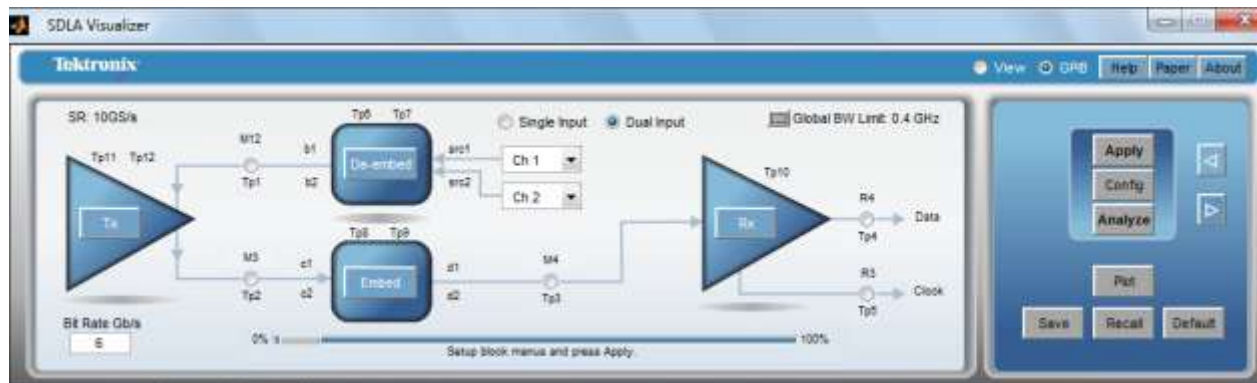 SDLA Visualizer
Tektronix
View
Help
Paper
About
SR: 10GS/s
Tp11 Tp12
Tx
M12
Tp1
b1
b2
Tp6 Tp7
De-embed
src1
src2
Single Input
Dual Input
Ch 1
Ch 2
Global BW Limit: 0.4 GHz
Tp10
Rx
R4
Tp4
Data
R3
Tp5
Clock
Tp2
c1
c2
Tp8 Tp9
Embed
d1
d2
M4
Tp3
Bit Rate Gb/s
6
0%
100%
Setup block menus and press Apply.
Apply
Config
Analyze
Plot
Save
Recall
Default